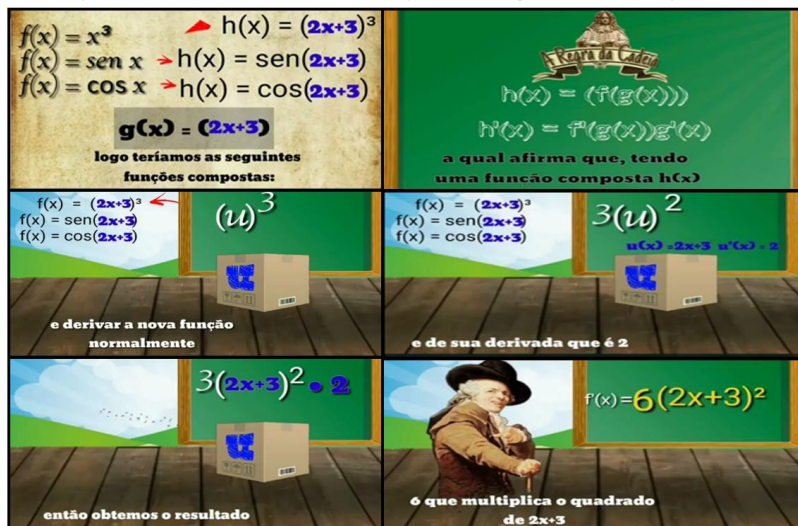 f(x) = x³
h(x) = (2x+3)³
f(x) = sen x
h(x) = sen(2x+3)
f(x) = cos x
h(x) = cos(2x+3)
g(x) = (2x+3)
logo teríamos as seguintes
funções compostas:
A Regra da Cadeia
h(x) = (f(g(x)))
h'(x) = f'(g(x))g'(x)
a qual afirma que, tendo
uma função composta h(x)
f(x) = (2x+3)³
f(x) = sen(2x+3)
f(x) = cos(2x+3)
(u)³
u
e derivar a nova função
normalmente
f(x) = (2x+3)³
f(x) = sen(2x+3)
f(x) = cos(2x+3)
3(u)²
u(x) =2x+3 u'(x) = 2
u
e de sua derivada que é 2
3(2x+3)² • 2
u
então obtemos o resultado
f'(x)=6(2x+3)²
6 que multiplica o quadrado
de 2x+3